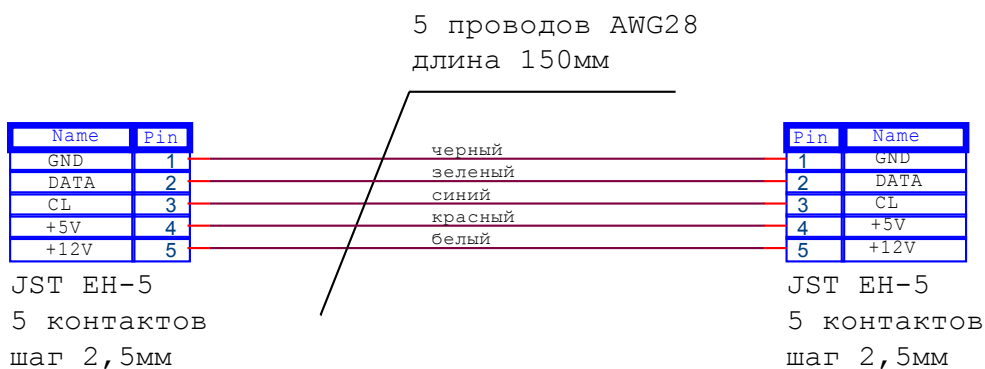 5 проводов AWG28
длина 150мм
Name Pin
GND 1
DATA 2
CL 3
+5V 4
+12V 5
черный
зеленый
синий
красный
белый
Pin Name
1 GND
2 DATA
3 CL
4 +5V
5 +12V
JST EH-5
5 контактов
шаг 2,5мм
JST EH-5
5 контактов
шаг 2,5мм